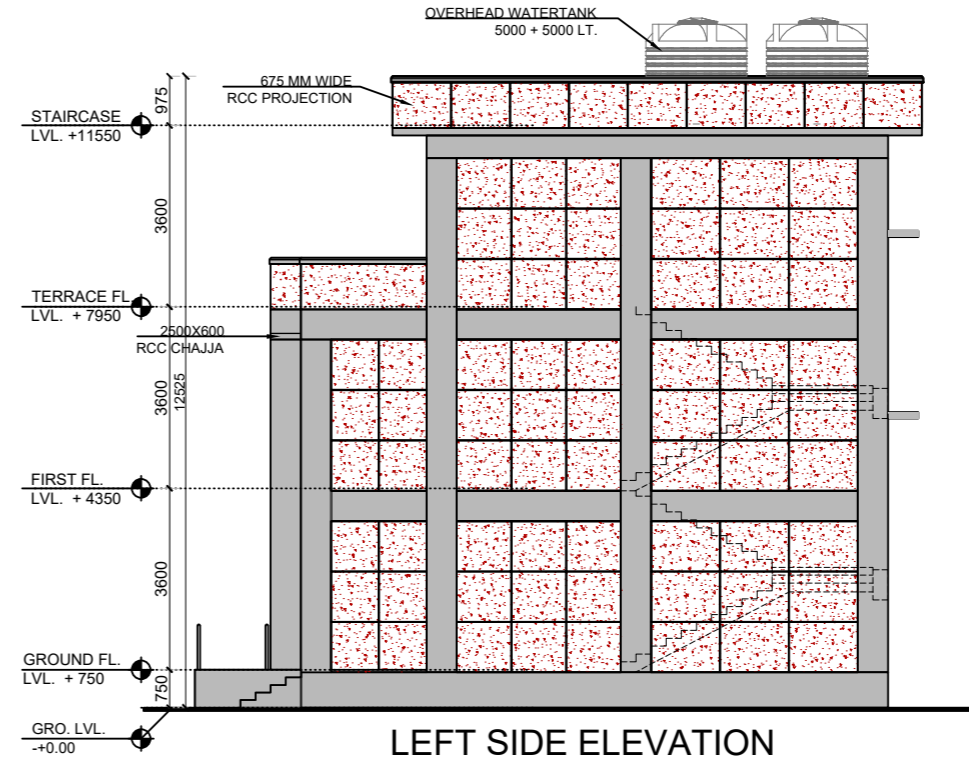 OVERHEAD WATERTANK
5000 + 5000 LT.
675 MM WIDE
RCC PROJECTION
975
STAIRCASE
LVL. +11550
3600
TERRACE FL
LVL. + 7950
2500X600
RCC CHAJJA
3600
12525
FIRST FL.
LVL. + 4350
3600
GROUND FL.
LVL. + 750
750
GRO. LVL.
-+0.00
LEFT SIDE ELEVATION